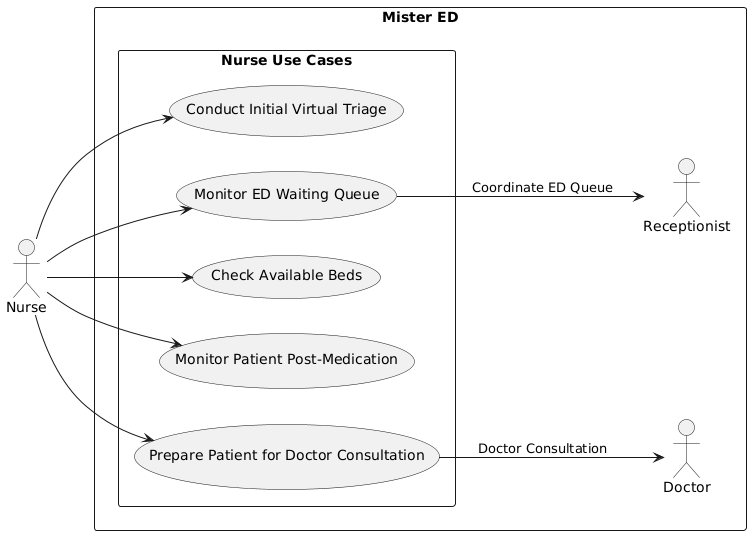 Mister ED
Nurse Use Cases
Conduct Initial Virtual Triage
Monitor ED Waiting Queue
Coordinate ED Queue
Receptionist
Check Available Beds
Nurse
Monitor Patient Post-Medication
Prepare Patient for Doctor Consultation
Doctor Consultation
Doctor